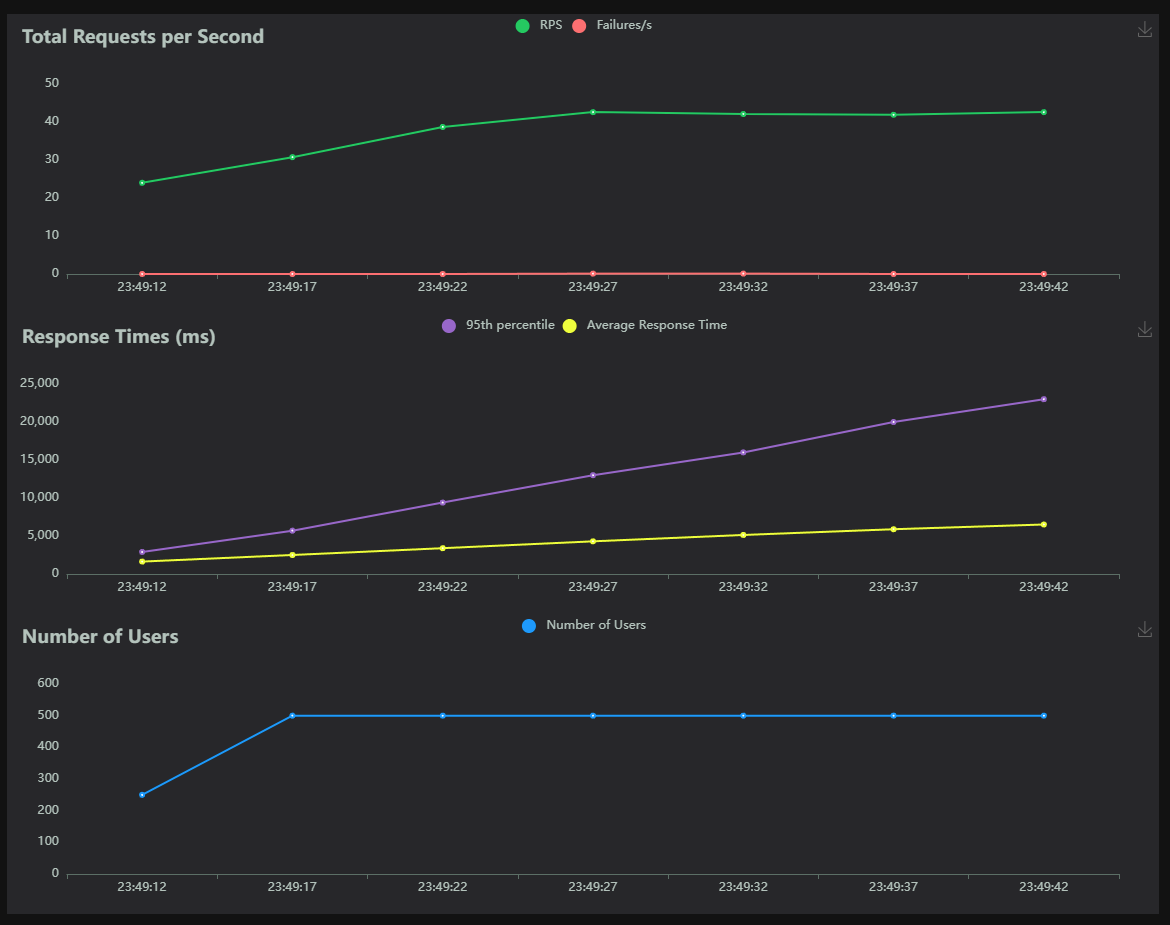 Total Requests per Second
RPS Failures/s
50
40
30
20
10
0
23:49:12 23:49:17 23:49:22 23:49:27 23:49:32 23:49:37 23:49:42
Response Times (ms)
95th percentile Average Response Time
25,000
20,000
15,000
10,000
5,000
0
23:49:12 23:49:17 23:49:22 23:49:27 23:49:32 23:49:37 23:49:42
Number of Users
Number of Users
600
500
400
300
200
100
0
23:49:12 23:49:17 23:49:22 23:49:27 23:49:32 23:49:37 23:49:42